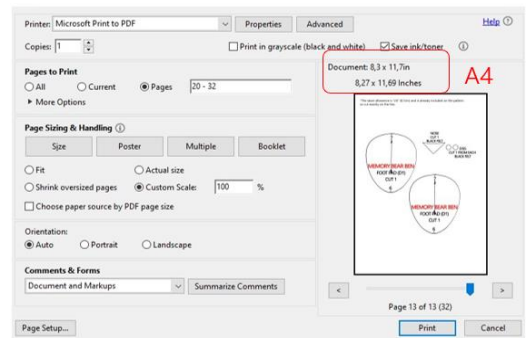 Printer: Microsoft Print to PDF Properties Advanced Help
Copies: 1 Print in grayscale (black and white) Save ink/toner
Pages to Print
All Current Pages 20 - 32
More Options
Page Sizing & Handling
Size Poster Multiple Booklet
Fit Actual size
Shrink oversized pages Custom Scale: 100 %
Choose paper source by PDF page size
Orientation:
Auto Portrait Landscape
Comments & Forms
Document and Markups Summarize Comments
Document: 8,3 x 11,7in
8,27 x 11,69 Inches
A4
MEMORY BEAR BEN
FOOT PAD (D1)
CUT 1
MEMORY BEAR BEN
FOOT PAD (D1)
CUT 1
< >
Page 13 of 13 (32)
Page Setup... Print Cancel